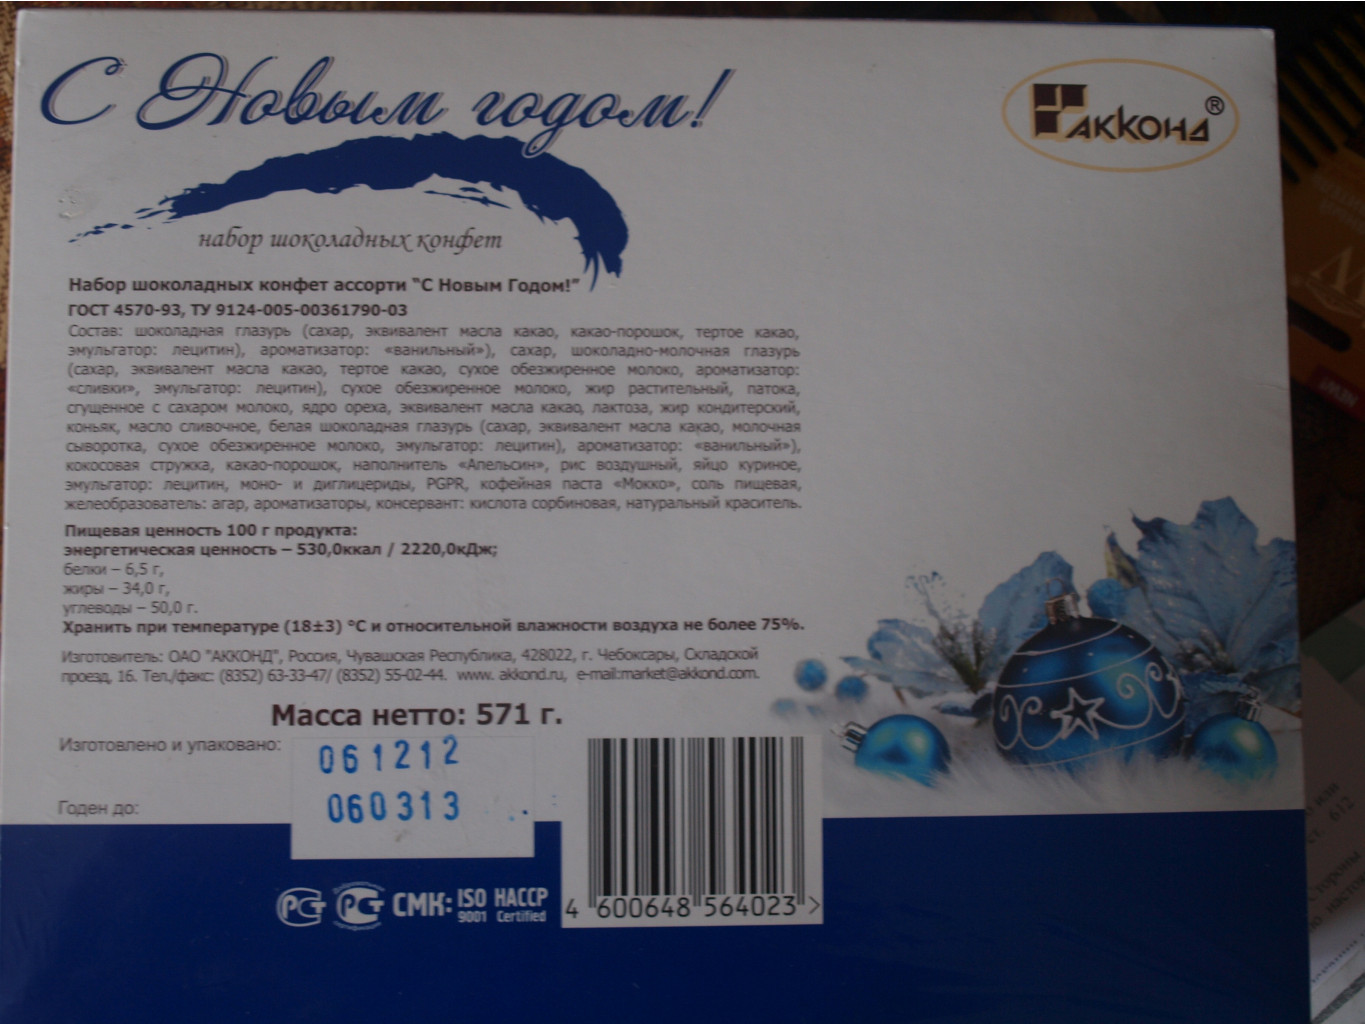 С Новым годом!
АККОНД®
набор шоколадных конфет
Набор шоколадных конфет ассорти "С Новым Годом!"
ГОСТ 4570-93, ТУ 9124-005-00361790-03
Состав: шоколадная глазурь (сахар, эквивалент масла какао, какао-порошок, тертое какао,
эмульгатор: лецитин), ароматизатор: «ванильный»), сахар, шоколадно-молочная глазурь
(сахар, эквивалент масла какао, тертое какао, сухое обезжиренное молоко, ароматизатор:
«сливки», эмульгатор: лецитин), сухое обезжиренное молоко, жир растительный, патока,
сгущенное с сахаром молоко, ядро ореха, эквивалент масла какао, лактоза, жир кондитерский,
коньяк, масло сливочное, белая шоколадная глазурь (сахар, эквивалент масла какао, молочная
сыворотка, сухое обезжиренное молоко, эмульгатор: лецитин), ароматизатор: «ванильный»),
кокосовая стружка, какао-порошок, наполнитель «Апельсин», рис воздушный, яйцо куриное,
эмульгатор: лецитин, моно- и диглицериды, PGPR, кофейная паста «Мокко», соль пищевая,
желеобразователь: агар, ароматизаторы, консервант: кислота сорбиновая, натуральный краситель.
Пищевая ценность 100 г продукта:
энергетическая ценность – 530,0ккал / 2220,0кДж;
белки – 6,5 г,
жиры – 34,0 г,
углеводы – 50,0 г.
Хранить при температуре (18±3) °С и относительной влажности воздуха не более 75%.
Изготовитель: ОАО "АККОНД", Россия, Чувашская Республика, 428022, г. Чебоксары, Складской
проезд, 16. Тел./факс: (8352) 63-33-47/ (8352) 55-02-44. www. akkond.ru, e-mail:market@akkond.com.
Масса нетто: 571 г.
Изготовлено и упаковано:
061212
Годен до:
060313
РСТ РСТ СМК: ISO 9001 HACCP Certified
4 600648 564023 >
или
ст. 612
Стороны